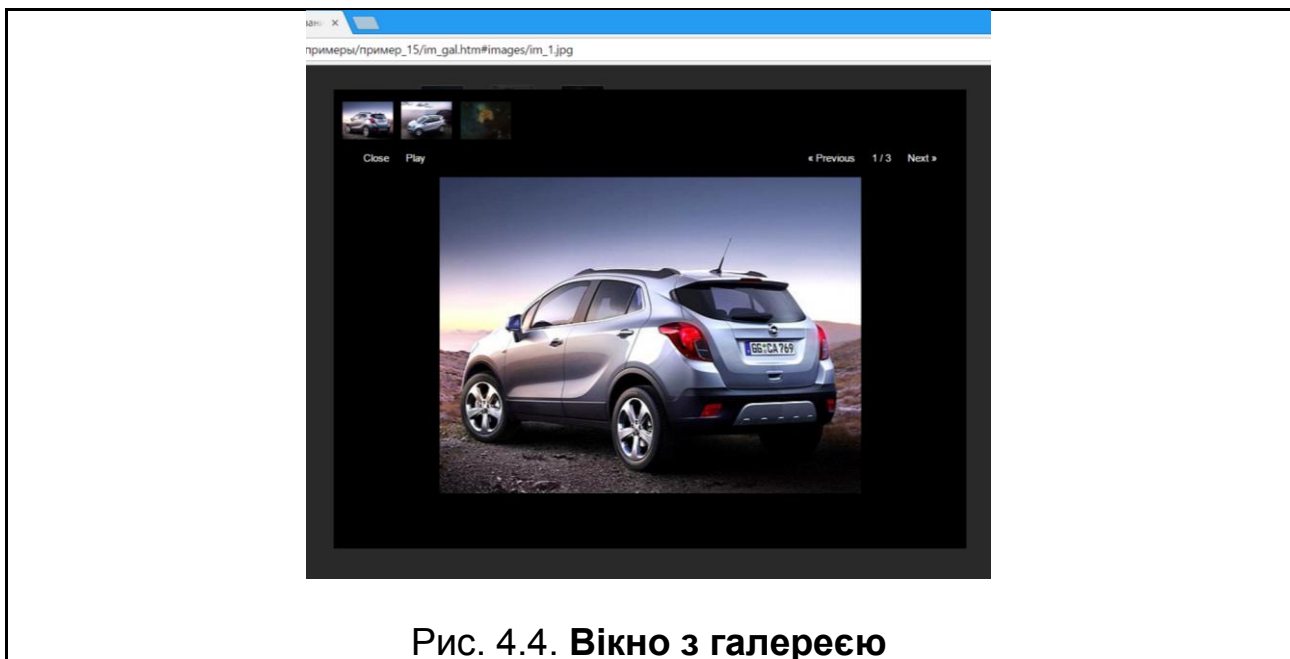 примеры/пример_15/im_gal.htm#images/im_1.jpg
Close Play « Previous 1 / 3 Next »
GG CA 769
Рис. 4.4. Вікно з галереєю